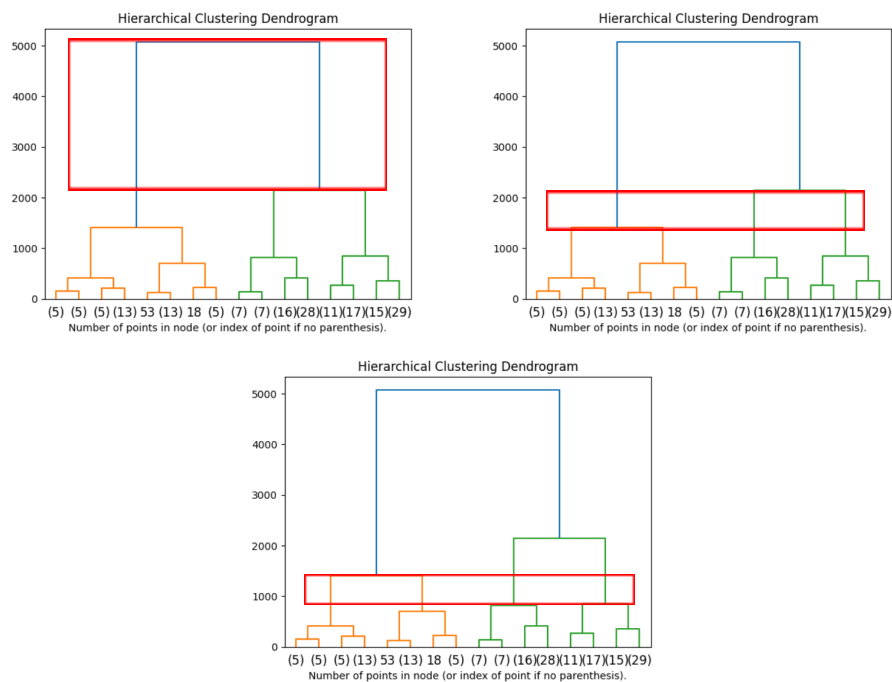 Hierarchical Clustering Dendrogram
5000
4000
3000
2000
1000
0
(5) (5) (5) (13) 53 (13) 18 (5) (7) (7) (16)(28)(11)(17)(15)(29)
Number of points in node (or index of point if no parenthesis).
Hierarchical Clustering Dendrogram
5000
4000
3000
2000
1000
0
(5) (5) (5) (13) 53 (13) 18 (5) (7) (7) (16)(28)(11)(17)(15)(29)
Number of points in node (or index of point if no parenthesis).
Hierarchical Clustering Dendrogram
5000
4000
3000
2000
1000
0
(5) (5) (5) (13) 53 (13) 18 (5) (7) (7) (16)(28)(11)(17)(15)(29)
Number of points in node (or index of point if no parenthesis).